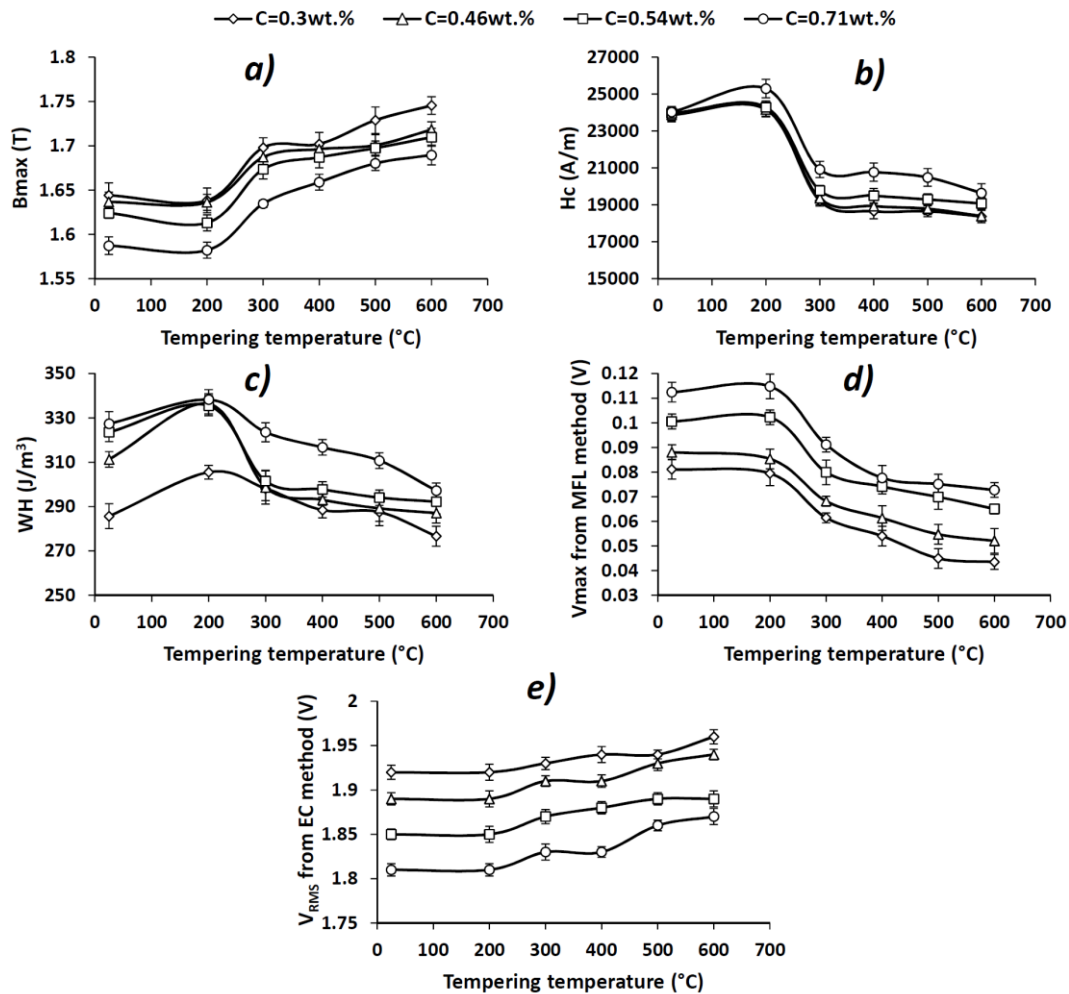 C=0.3wt.% C=0.46wt.% C=0.54wt.% C=0.71wt.%
a)
Bmax (T)
1.8
1.75
1.7
1.65
1.6
1.55
0 100 200 300 400 500 600 700
Tempering temperature (°C)
b)
Hc (A/m)
27000
25000
23000
21000
19000
17000
15000
0 100 200 300 400 500 600 700
Tempering temperature (°C)
c)
WH (J/m³)
350
330
310
290
270
250
0 100 200 300 400 500 600 700
Tempering temperature (°C)
d)
Vmax from MFL method (V)
0.12
0.11
0.1
0.09
0.08
0.07
0.06
0.05
0.04
0.03
0 100 200 300 400 500 600 700
Tempering temperature (°C)
e)
VRMS from EC method (V)
2
1.95
1.9
1.85
1.8
1.75
0 100 200 300 400 500 600 700
Tempering temperature (°C)